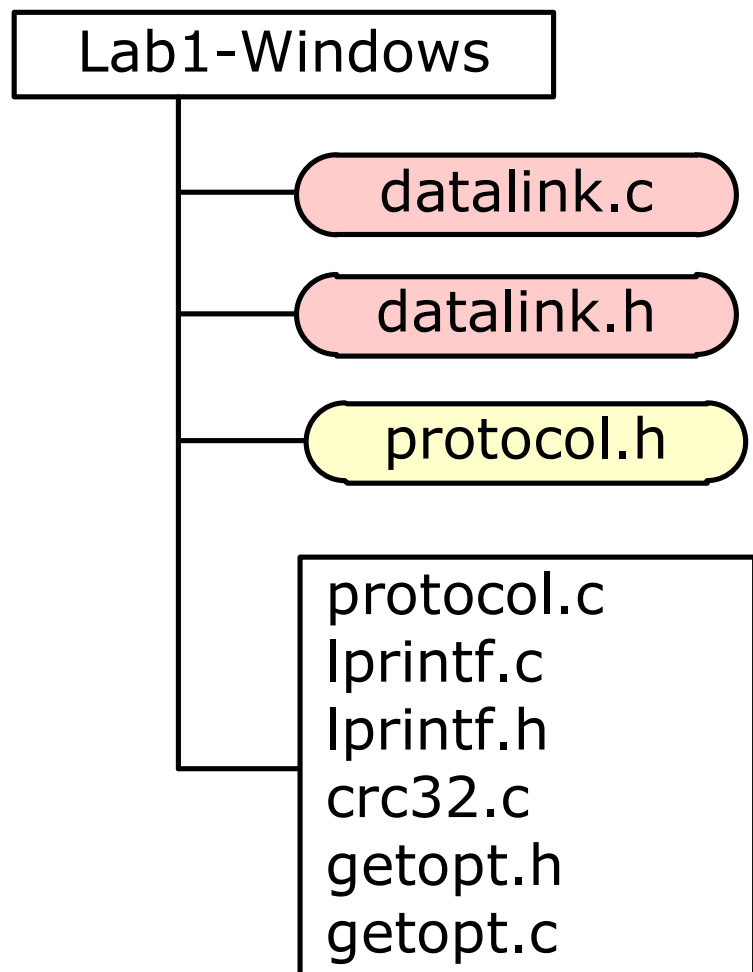 Lab1-Windows
datalink.c
datalink.h
protocol.h
protocol.c
lprintf.c
lprintf.h
crc32.c
getopt.h
getopt.c